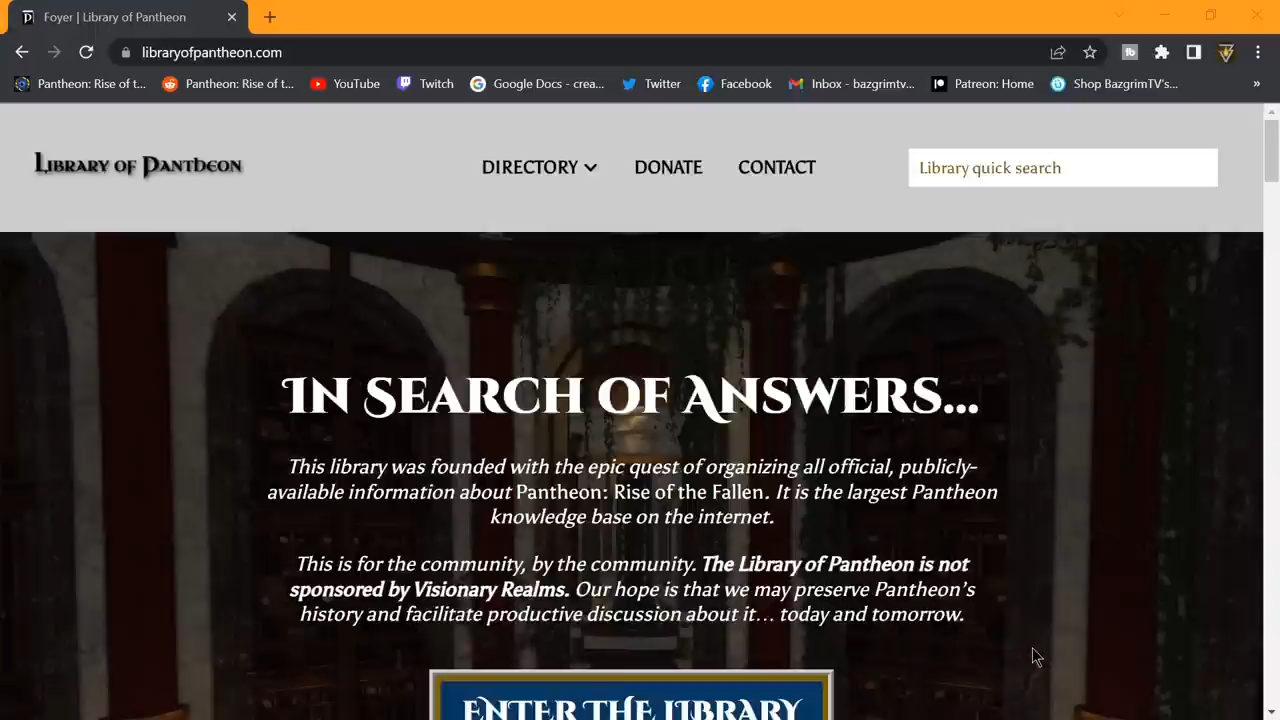 Foyer | Library of Pantheon
libraryofpantheon.com
Pantheon: Rise of t... Pantheon: Rise of t... YouTube Twitch Google Docs - crea... Twitter Facebook Inbox - bazgrimtv... Patreon: Home Shop BazgrimTV's... »
Library of Pantheon
DIRECTORY DONATE CONTACT
Library quick search
In Search of Answers...
This library was founded with the epic quest of organizing all official, publicly-
available information about Pantheon: Rise of the Fallen. It is the largest Pantheon
knowledge base on the internet.
This is for the community, by the community. The Library of Pantheon is not
sponsored by Visionary Realms. Our hope is that we may preserve Pantheon's
history and facilitate productive discussion about it… today and tomorrow.
Enter the Library